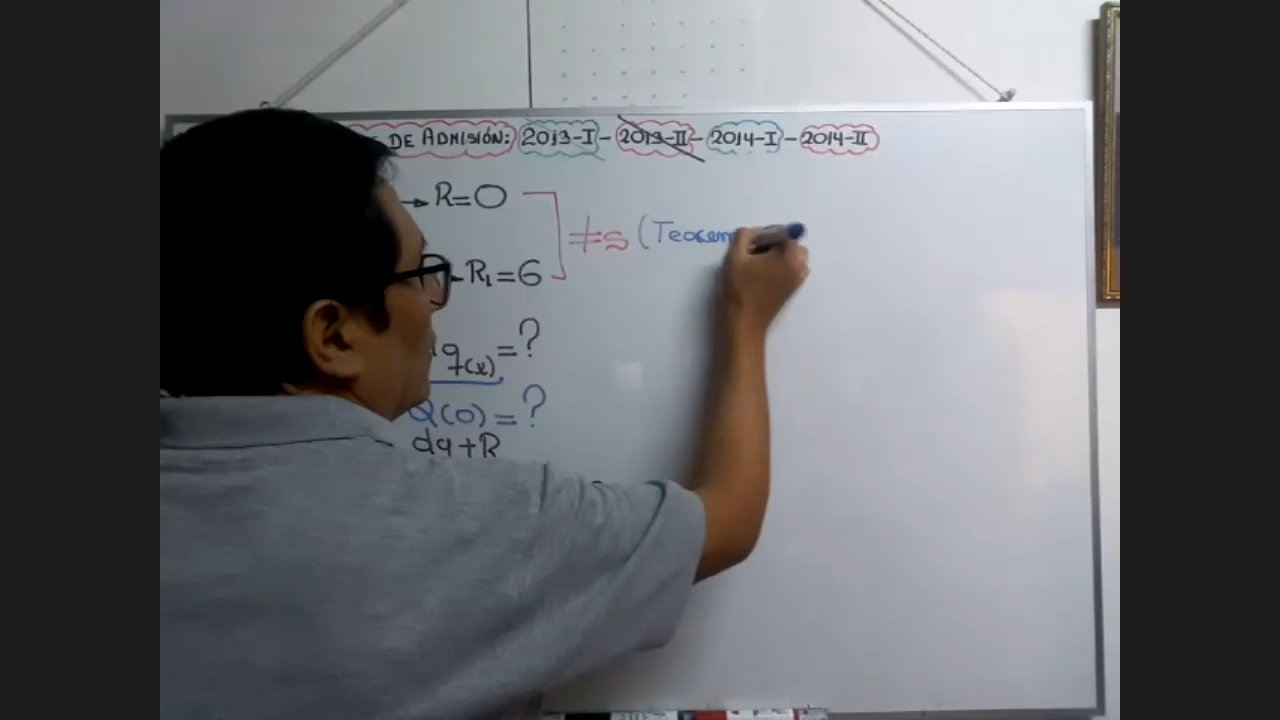 DE ADMISIÓN: 2013-I - 2013-II - 2014-I - 2014-II
→ R=0
≠s (Teorem
R₁=6
q(x)=?
Q(0)=?
dq+R